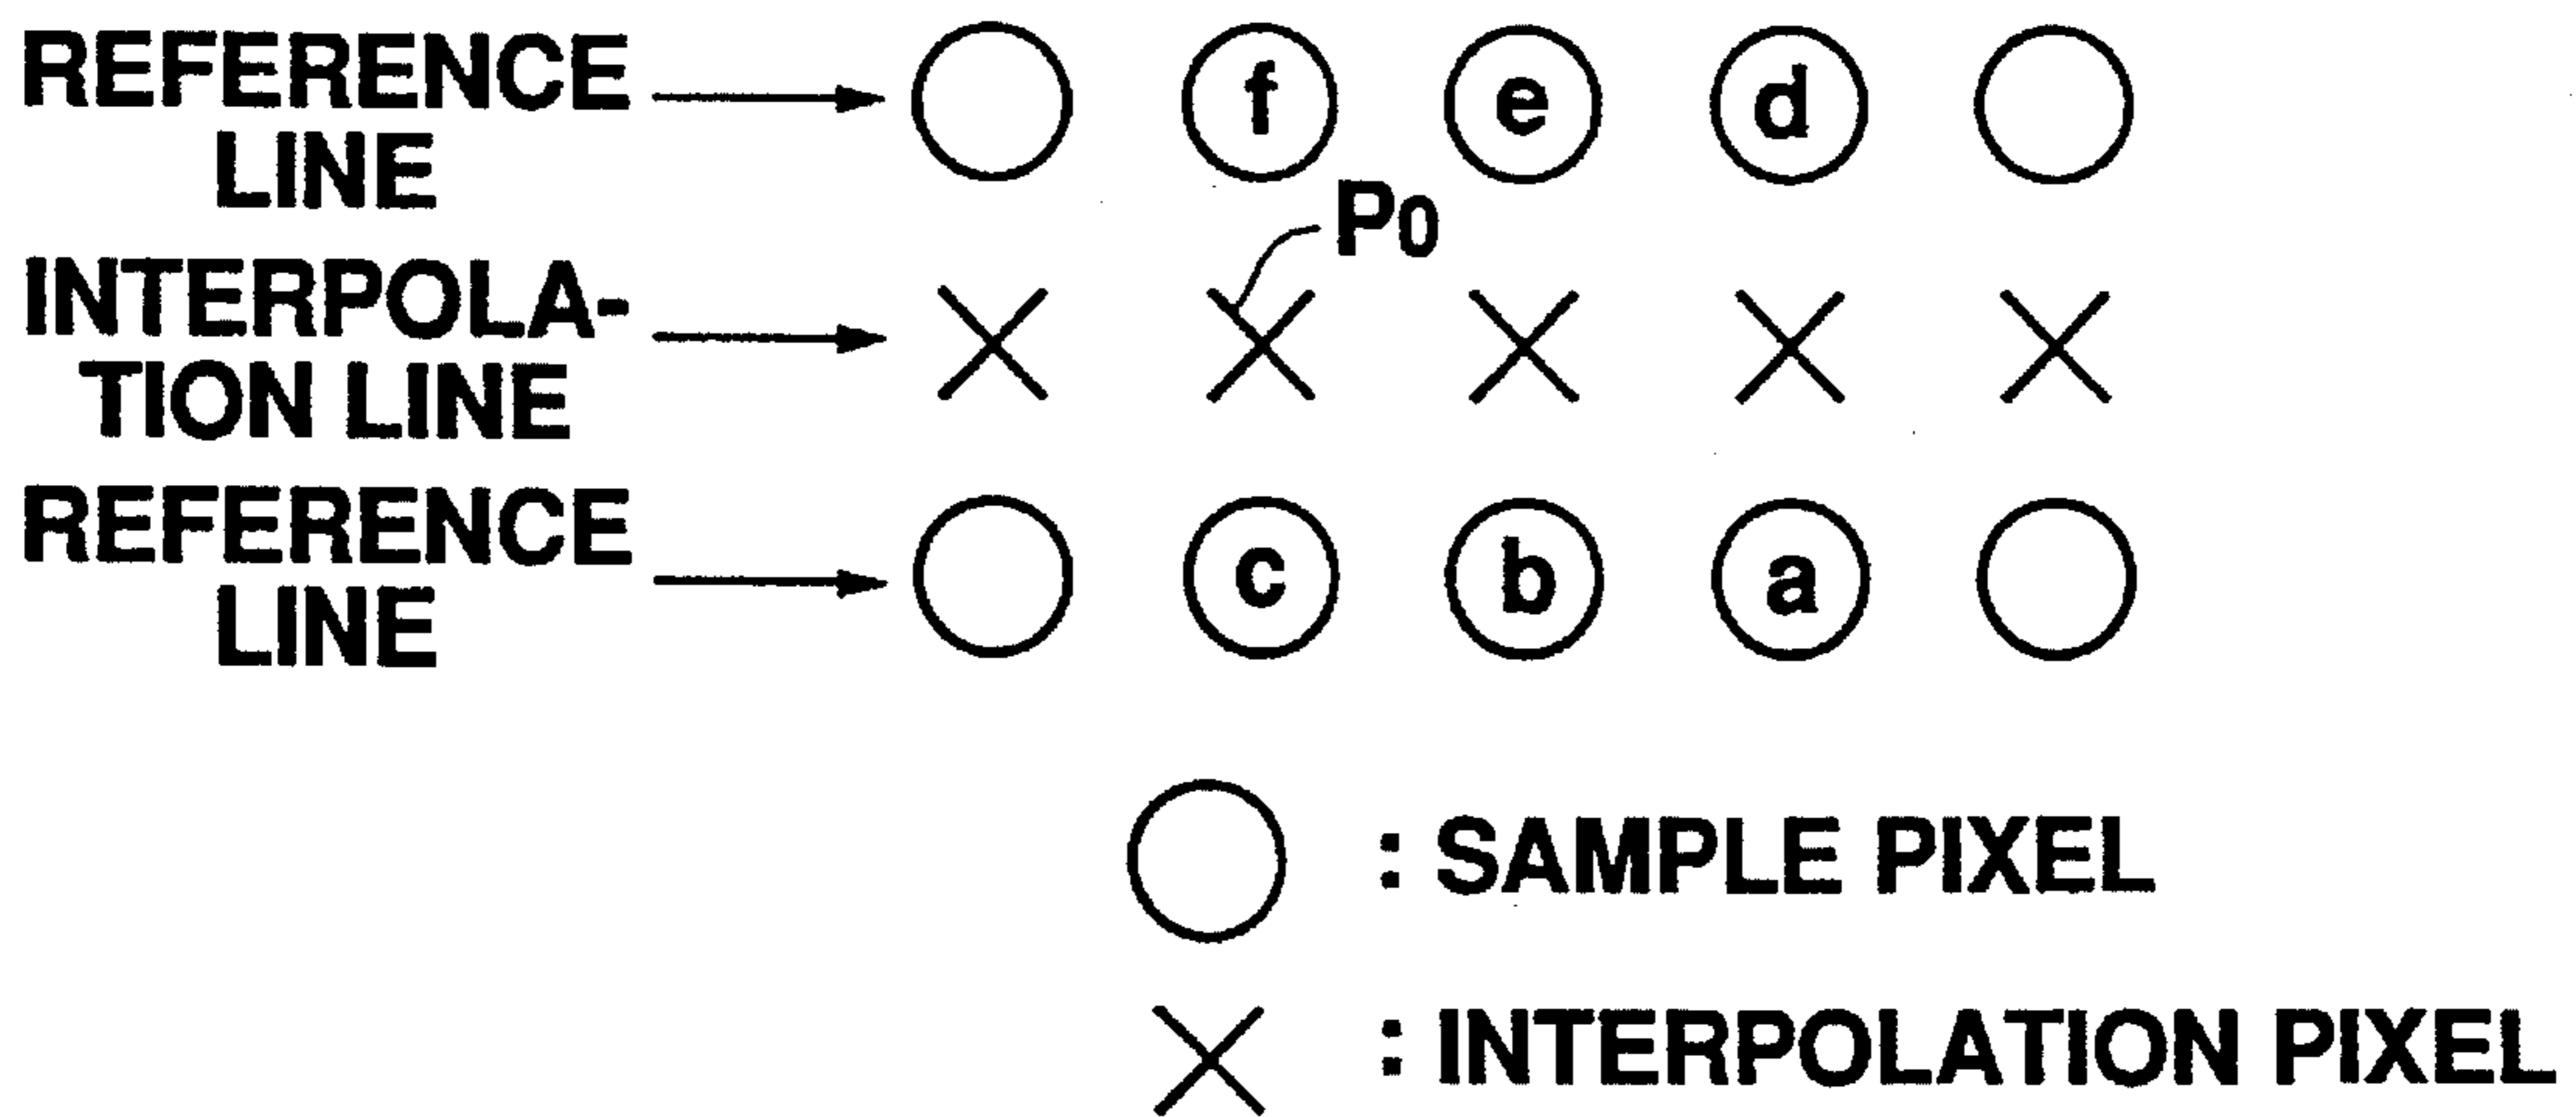 REFERENCE
LINE
f e d
P0
INTERPOLA-
TION LINE
REFERENCE
LINE
c b a
: SAMPLE PIXEL
: INTERPOLATION PIXEL